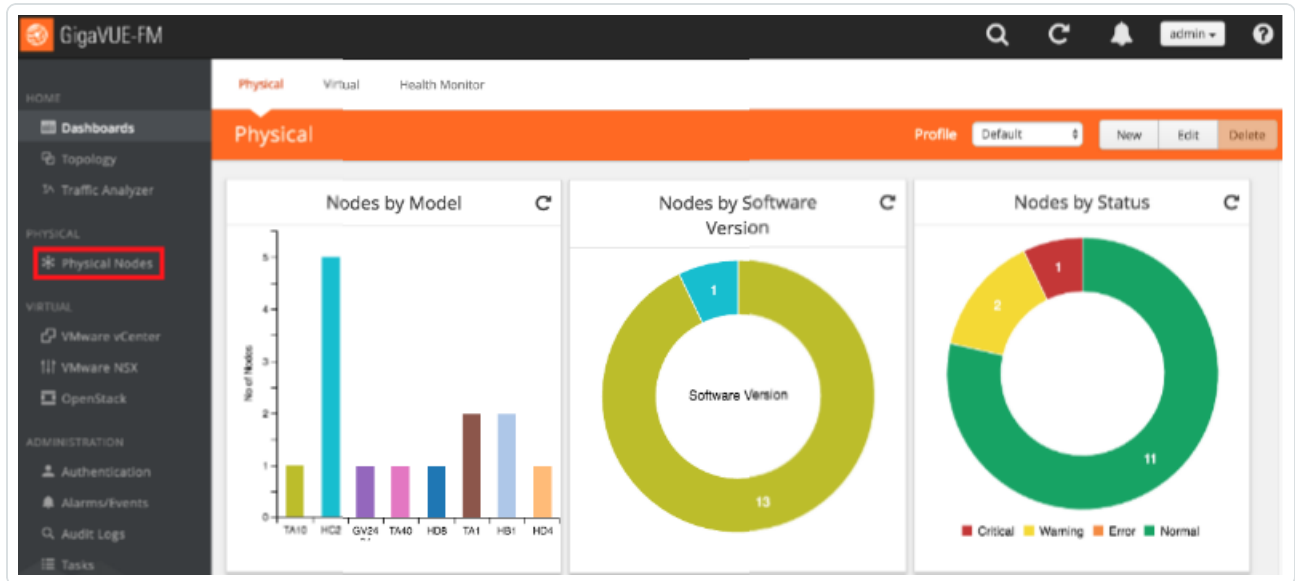 GigaVUE-FM
admin
?
HOME
Dashboards
Topology
Traffic Analyzer
PHYSICAL
Physical Nodes
VIRTUAL
VMware vCenter
VMware NSX
OpenStack
ADMINISTRATION
Authentication
Alarms/Events
Audit Logs
Tasks
Physical Virtual Health Monitor
Physical
Profile Default New Edit Delete
Nodes by Model
No of Nodes
5
4
3
2
1
0
TA10 HC2 GV24 TA40 HD8 TA1 HB1 HD4
Nodes by Software
Version
1
Software Version
13
Nodes by Status
1
2
11
Critical Warning Error Normal